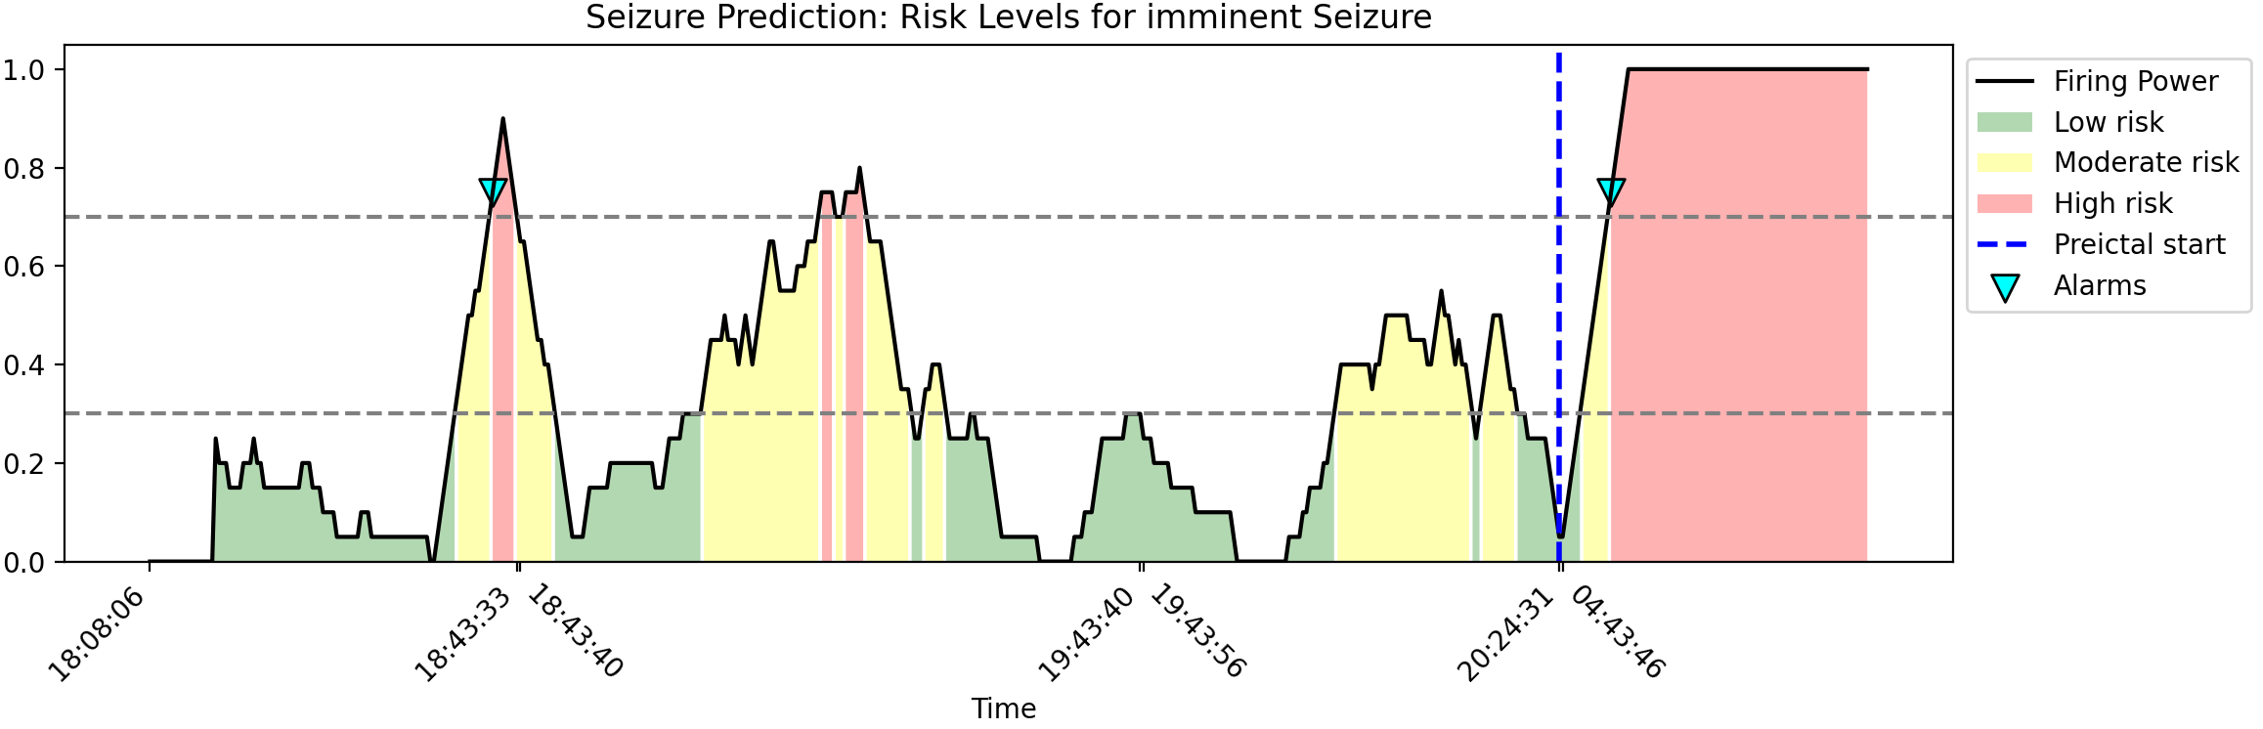 Seizure Prediction: Risk Levels for imminent Seizure
1.0
0.8
0.6
0.4
0.2
0.0
Firing Power
Low risk
Moderate risk
High risk
Preictal start
Alarms
18:08:06
18:43:33
18:43:40
19:43:40
19:43:56
20:24:31
04:43:46
Time